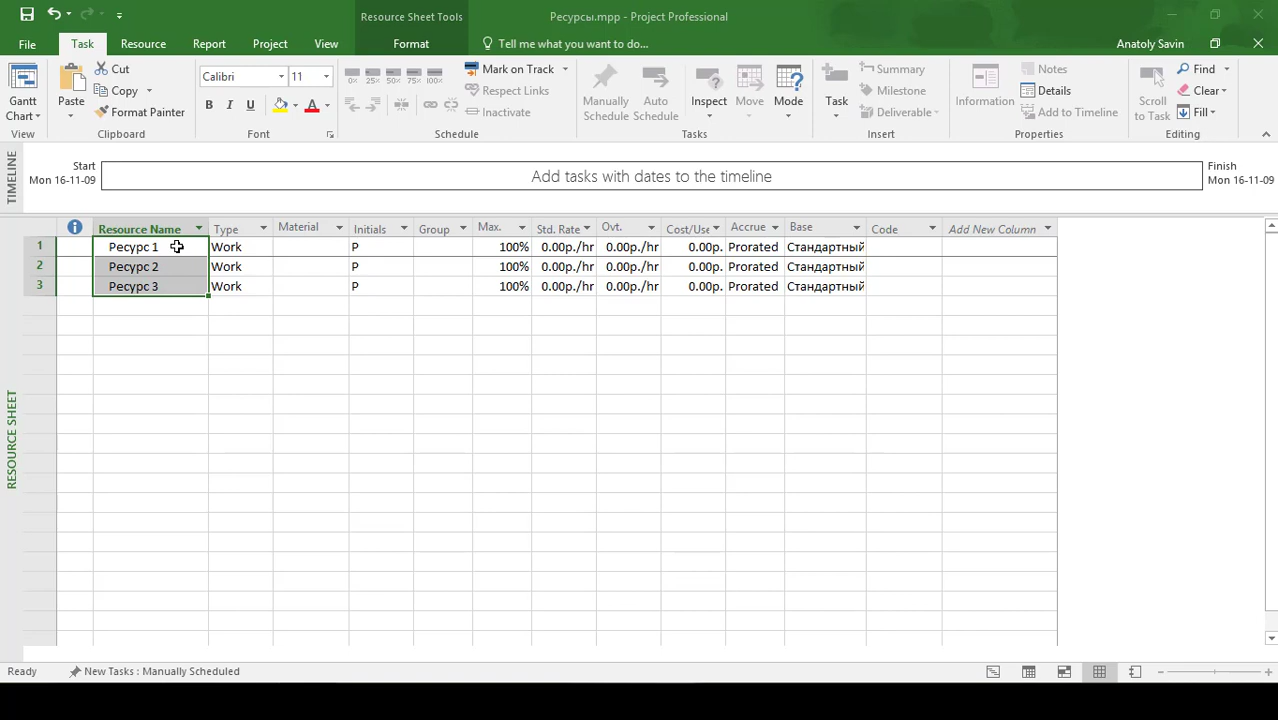 Resource Sheet Tools
Ресурсы.mpp - Project Professional
File
Task
Resource
Report
Project
View
Format
Tell me what you want to do...
Anatoly Savin
Gantt Chart
View
Paste
Cut
Copy
Format Painter
Clipboard
Calibri
11
B I U
A
Font
0× 25× 50× 75× 100×
Mark on Track
Respect Links
Inactivate
Schedule
Manually Schedule
Auto Schedule
Inspect
Move
Mode
Tasks
Task
Summary
Milestone
Deliverable
Insert
Information
Notes
Details
Add to Timeline
Properties
Scroll to Task
Find
Clear
Fill
Editing
TIMELINE
Start
Mon 16-11-09
Add tasks with dates to the timeline
Finish
Mon 16-11-09
RESOURCE SHEET
Resource Name Type Material Initials Group Max. Std. Rate Ovt. Cost/Use Accrue Base Code Add New Column
1 Ресурс 1 Work Р 100% 0.00р./hr 0.00р./hr 0.00р. Prorated Стандартный
2 Ресурс 2 Work Р 100% 0.00р./hr 0.00р./hr 0.00р. Prorated Стандартный
3 Ресурс 3 Work Р 100% 0.00р./hr 0.00р./hr 0.00р. Prorated Стандартный
Ready
New Tasks : Manually Scheduled